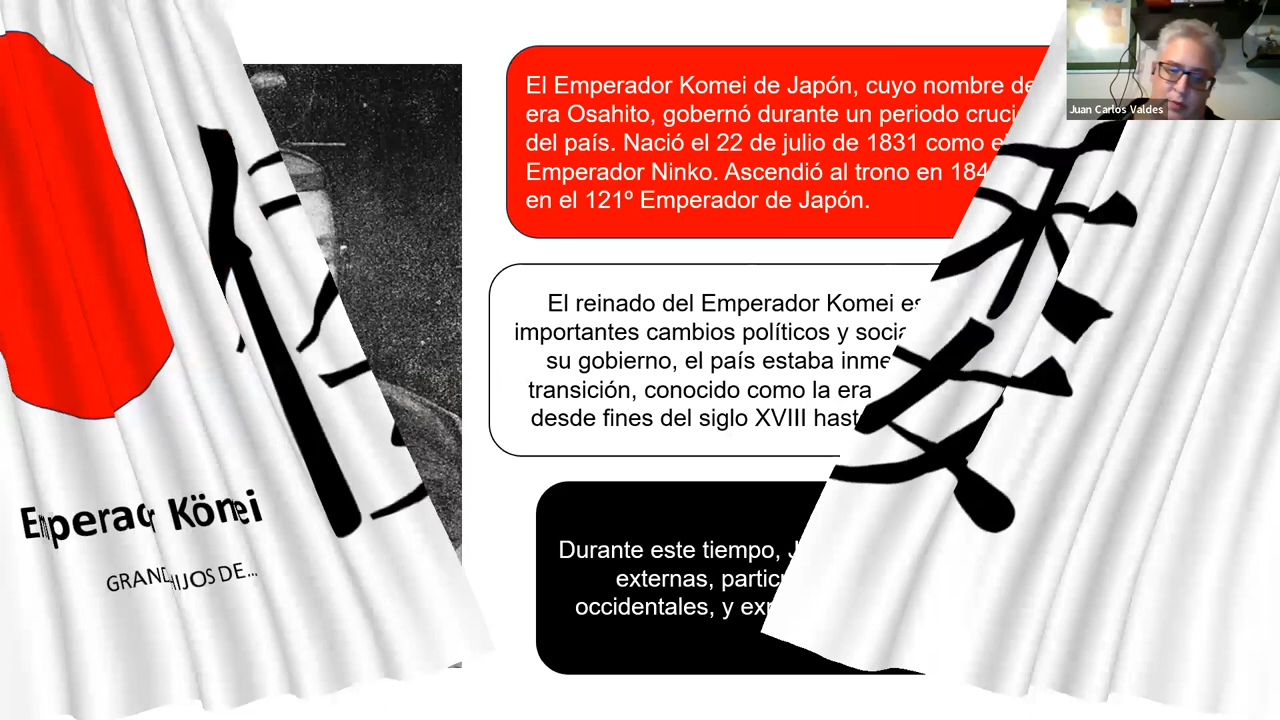 El Emperador Komei de Japón, cuyo nombre de
era Osahito, gobernó durante un periodo cruci
del país. Nació el 22 de julio de 1831 como e
Emperador Ninko. Ascendió al trono en 184
en el 121º Emperador de Japón.
El reinado del Emperador Komei es
importantes cambios políticos y socia
su gobierno, el país estaba inme
transición, conocido como la era
desde fines del siglo XVIII hast
Durante este tiempo, J
externas, partic
occidentales, y exp
Emperador Kömei
GRANDES HIJOS DE...
Juan Carlos Valdes